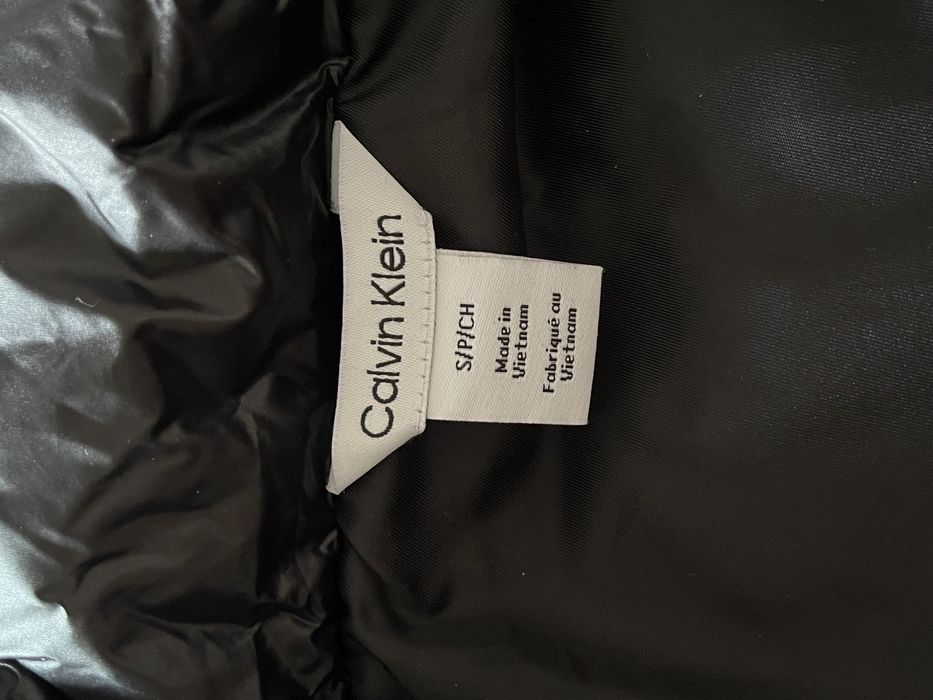 Calvin Klein
S/P/CH
Made in
Vietnam
Fabriqué au
Vietnam